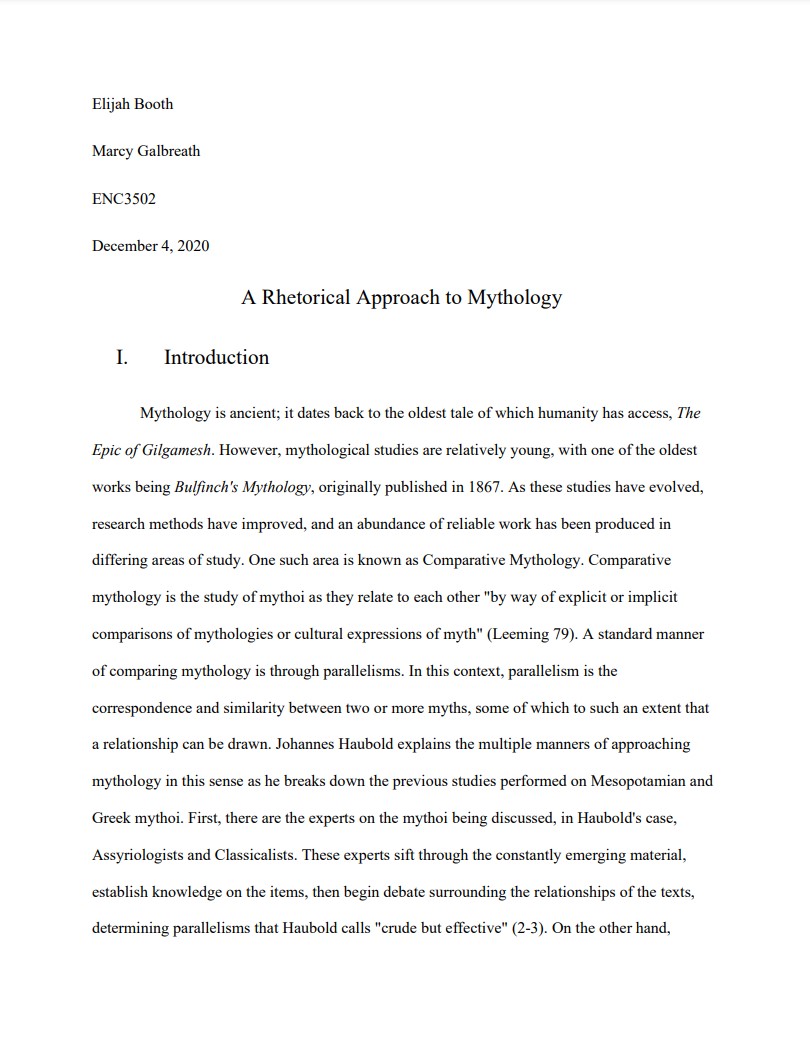 Elijah Booth
Marcy Galbreath
ENC3502
December 4, 2020
A Rhetorical Approach to Mythology
I. Introduction
Mythology is ancient; it dates back to the oldest tale of which humanity has access, The
Epic of Gilgamesh. However, mythological studies are relatively young, with one of the oldest
works being Bulfinch's Mythology, originally published in 1867. As these studies have evolved,
research methods have improved, and an abundance of reliable work has been produced in
differing areas of study. One such area is known as Comparative Mythology. Comparative
mythology is the study of mythoi as they relate to each other "by way of explicit or implicit
comparisons of mythologies or cultural expressions of myth" (Leeming 79). A standard manner
of comparing mythology is through parallelisms. In this context, parallelism is the
correspondence and similarity between two or more myths, some of which to such an extent that
a relationship can be drawn. Johannes Haubold explains the multiple manners of approaching
mythology in this sense as he breaks down the previous studies performed on Mesopotamian and
Greek mythoi. First, there are the experts on the mythoi being discussed, in Haubold's case,
Assyriologists and Classicalists. These experts sift through the constantly emerging material,
establish knowledge on the items, then begin debate surrounding the relationships of the texts,
determining parallelisms that Haubold calls "crude but effective" (2-3). On the other hand,